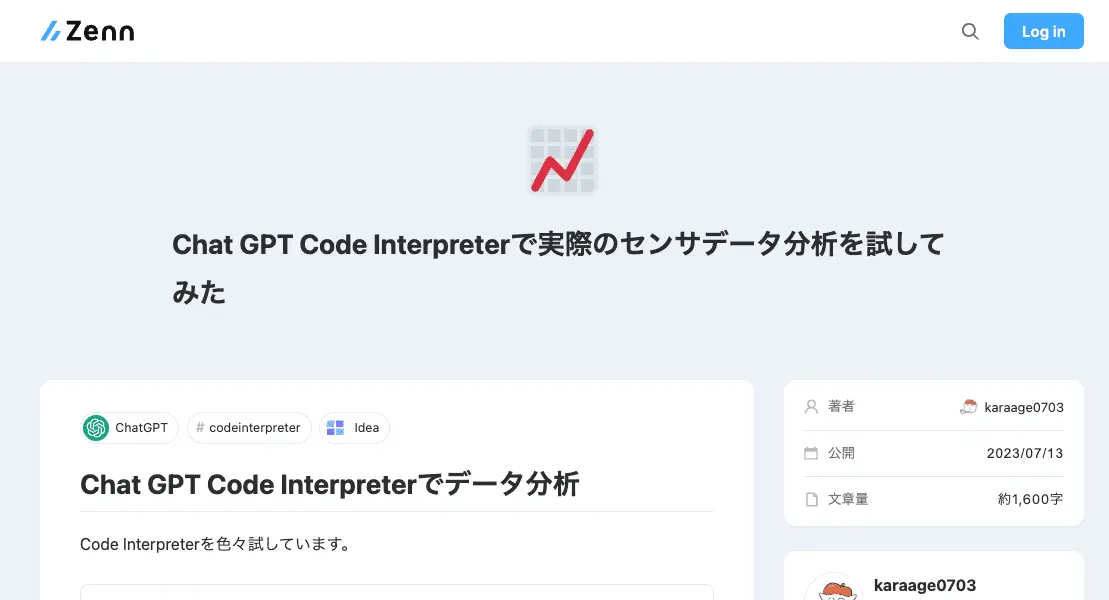 Zenn
Log in
Chat GPT Code Interpreterで実際のセンサデータ分析を試して
みた
ChatGPT
# codeinterpreter
Idea
Chat GPT Code Interpreterでデータ分析
Code Interpreterを色々試しています。
著者
karaage0703
公開
2023/07/13
文章量
約1,600字
karaage0703